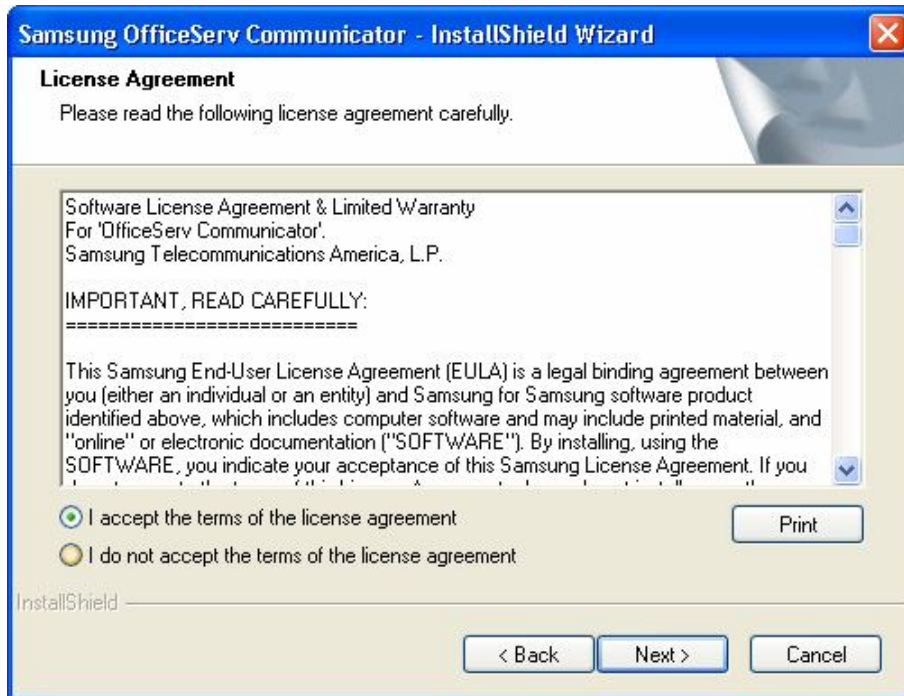 Samsung OfficeServ Communicator - InstallShield Wizard
License Agreement
Please read the following license agreement carefully.
Software License Agreement & Limited Warranty
For 'OfficeServ Communicator'.
Samsung Telecommunications America, L.P.
IMPORTANT, READ CAREFULLY:
===========================
This Samsung End-User License Agreement (EULA) is a legal binding agreement between
you (either an individual or an entity) and Samsung for Samsung software product
identified above, which includes computer software and may include printed material, and
"online" or electronic documentation ("SOFTWARE"). By installing, using the
SOFTWARE, you indicate your acceptance of this Samsung License Agreement. If you
I accept the terms of the license agreement
Print
I do not accept the terms of the license agreement
InstallShield
< Back
Next >
Cancel